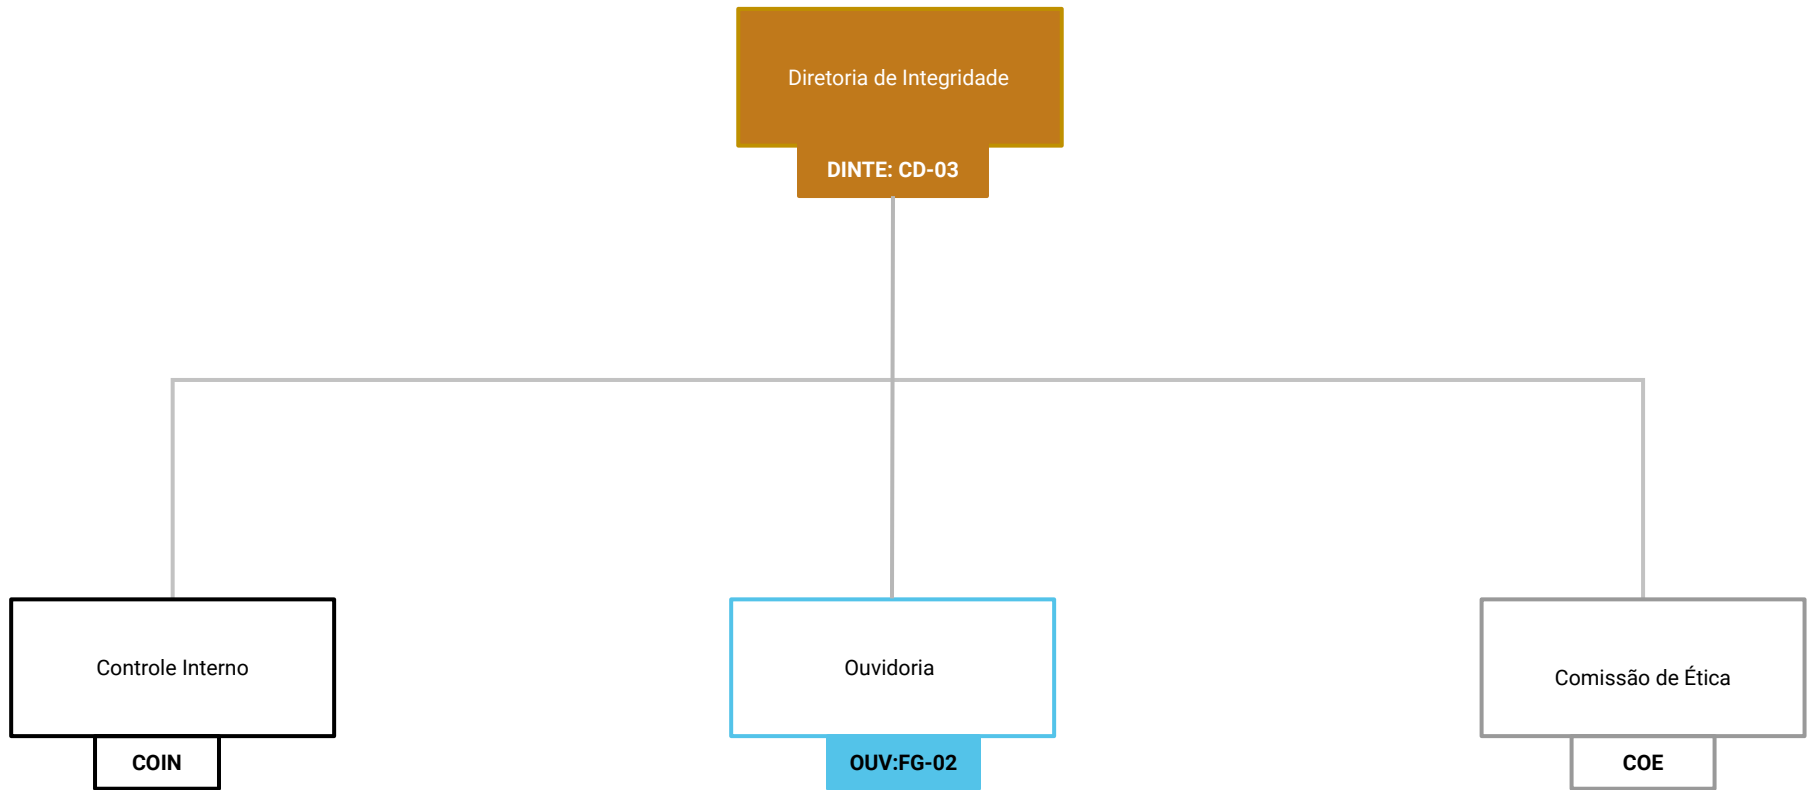 Diretoria de Integridade
DINTE: CD-03
Controle Interno
COIN
Ouvidoria
OUV:FG-02
Comissão de Ética
COE